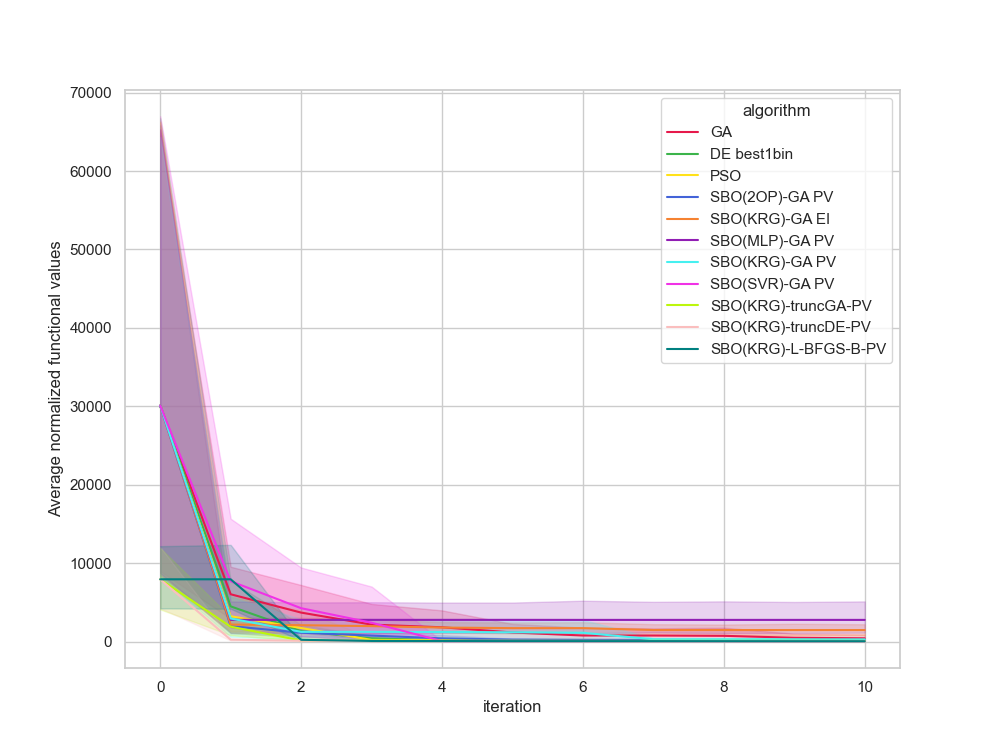 70000
60000
50000
40000
30000
20000
10000
0
Average normalized functional values
0 2 4 6 8 10
iteration
algorithm
GA
DE best1bin
PSO
SBO(2OP)-GA PV
SBO(KRG)-GA EI
SBO(MLP)-GA PV
SBO(KRG)-GA PV
SBO(SVR)-GA PV
SBO(KRG)-truncGA-PV
SBO(KRG)-truncDE-PV
SBO(KRG)-L-BFGS-B-PV